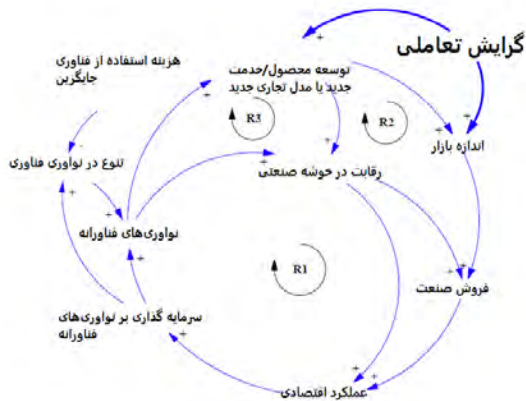 گرایش تعاملی
هزینه استفاده از فناوری
جایگزین
توسعه محصول/خدمت
جدید یا مدل تجاری جدید
R3
R2
اندازه بازار
تنوع در نوآوری فناوری
رقابت در خوشه صنعتی
نوآوری‌های فناورانه
R1
فروش صنعت
سرمایه گذاری بر نوآوری‌های
فناورانه
عملکرد اقتصادی